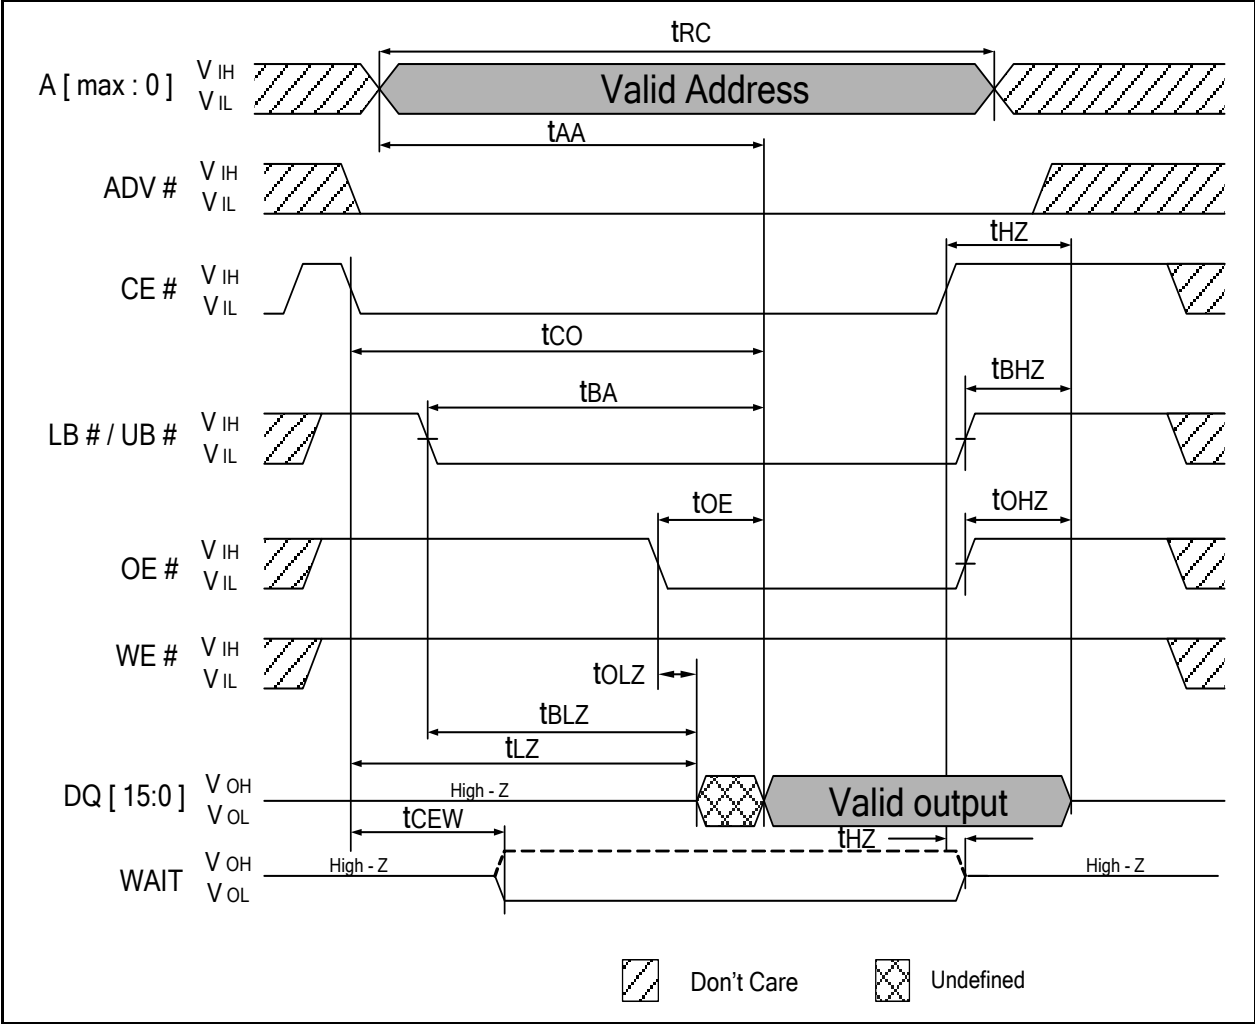 tRC
A [ max : 0 ]
V IH
V IL
Valid Address
tAA
ADV #
V IH
V IL
tHZ
CE #
V IH
V IL
tCO
tBHZ
tBA
LB # / UB #
V IH
V IL
tOE
tOHZ
OE #
V IH
V IL
WE #
V IH
V IL
tOLZ
tBLZ
tLZ
DQ [ 15:0 ]
V OH
V OL
High - Z
Valid output
tCEW
tHZ
WAIT
V OH
V OL
High - Z
High - Z
Don't Care
Undefined